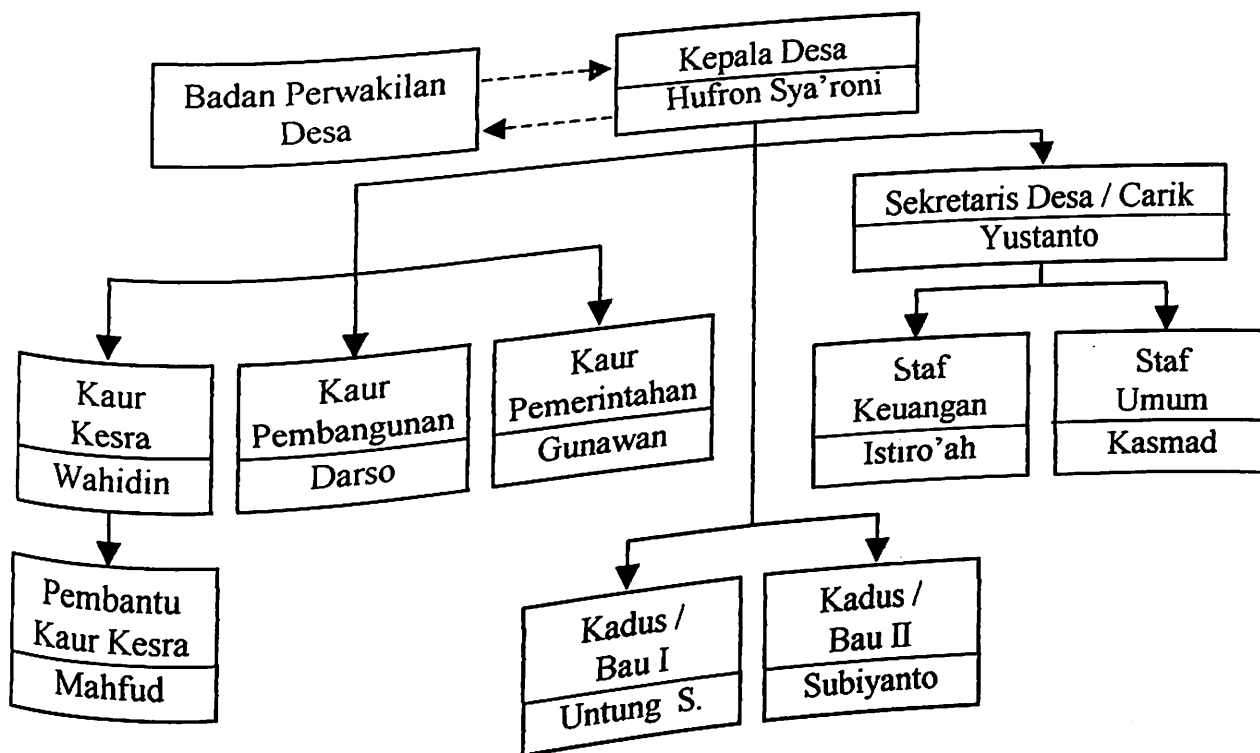 Badan Perwakilan
Desa
Kepala Desa
Hufron Sya'roni
Sekretaris Desa / Carik
Yustanto
Kaur
Kesra
Wahidin
Kaur
Pembangunan
Darso
Kaur
Pemerintahan
Gunawan
Staf
Keuangan
Istiro'ah
Staf
Umum
Kasmad
Pembantu
Kaur Kesra
Mahfud
Kadus /
Bau I
Untung S.
Kadus /
Bau II
Subiyanto